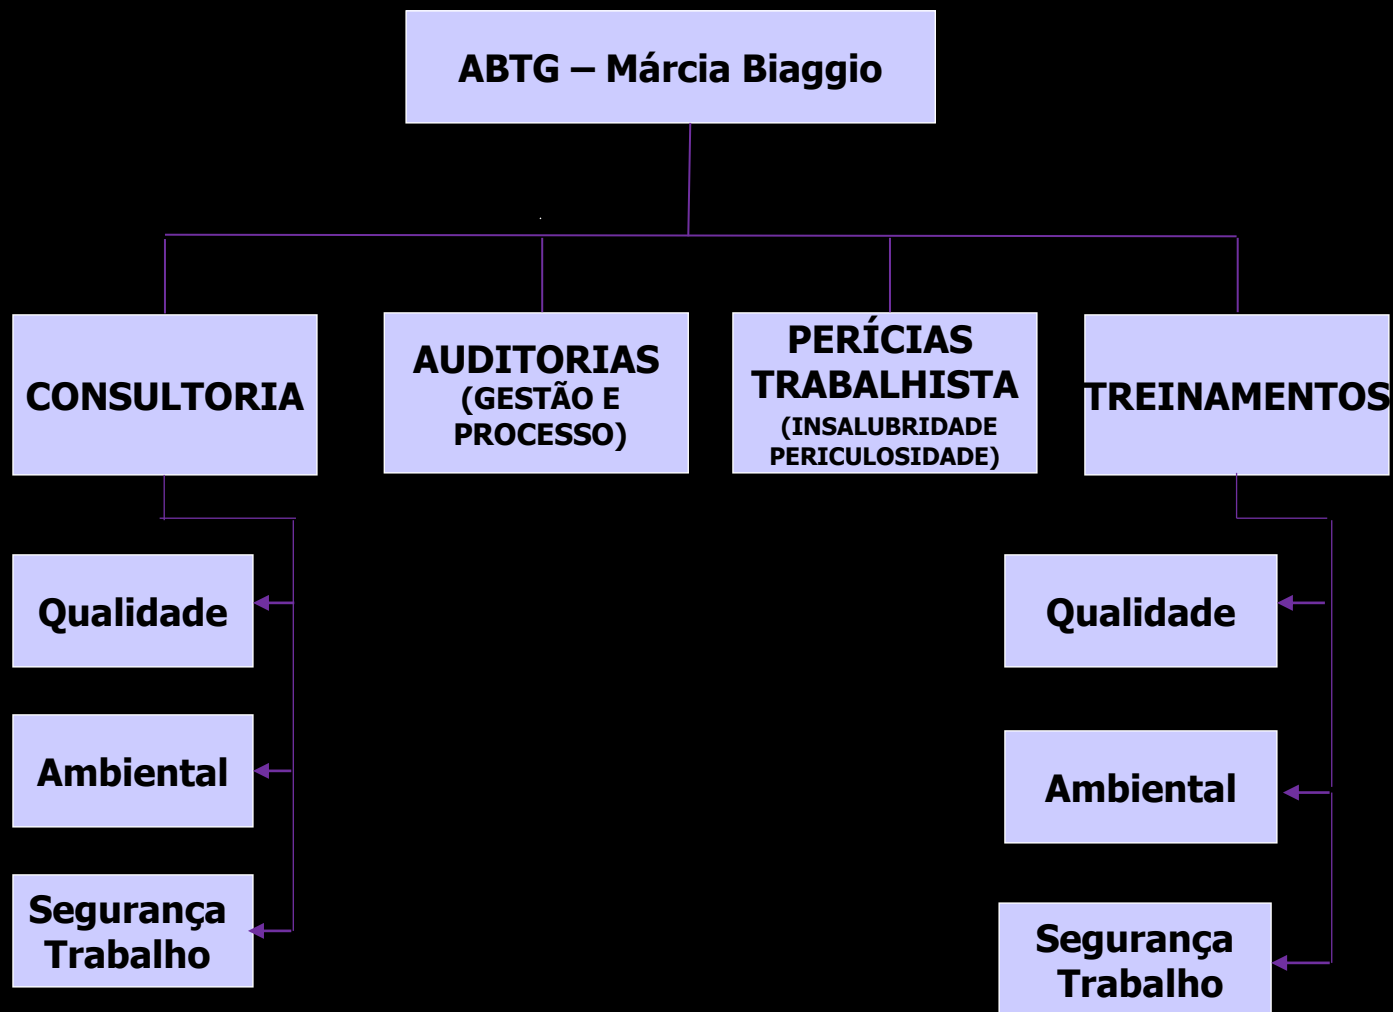 ABTG – Márcia Biaggio
CONSULTORIA
AUDITORIAS
(GESTÃO E
PROCESSO)
PERÍCIAS
TRABALHISTA
(INSALUBRIDADE
PERICULOSIDADE)
TREINAMENTOS
Qualidade
Ambiental
Segurança
Trabalho
Qualidade
Ambiental
Segurança
Trabalho